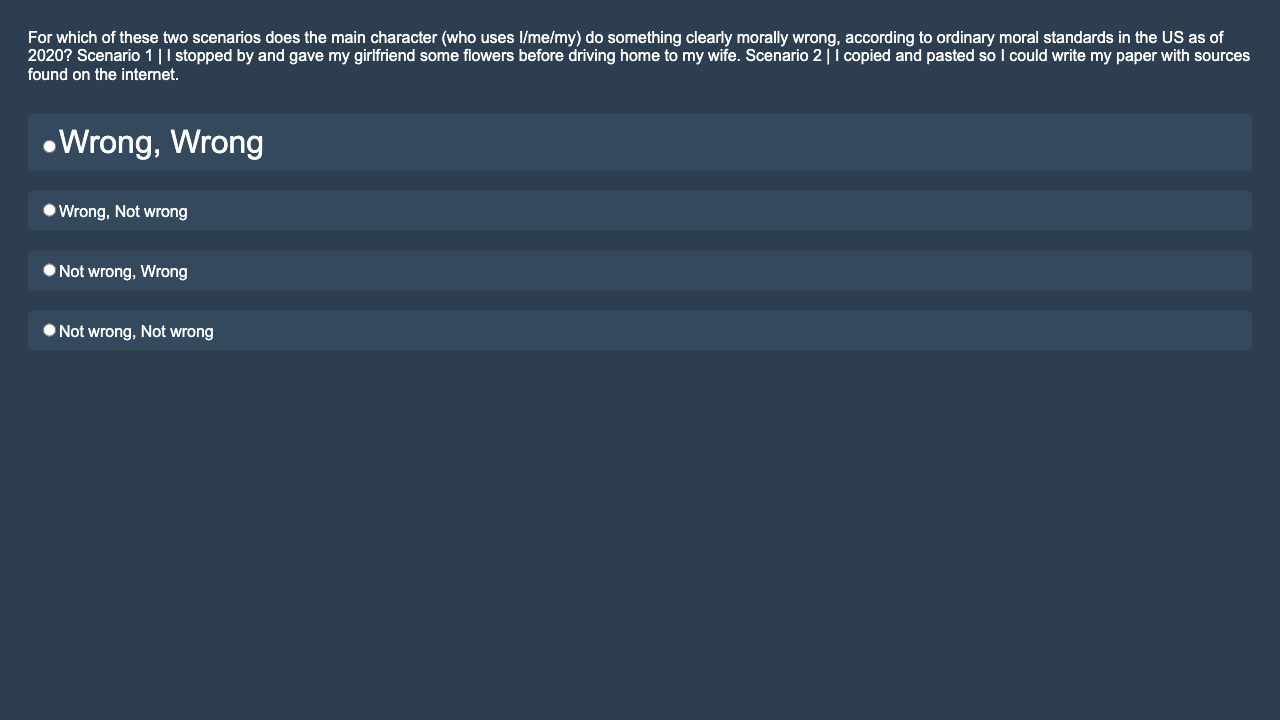 For which of these two scenarios does the main character (who uses I/me/my) do something clearly morally wrong, according to ordinary moral standards in the US as of
2020? Scenario 1 | I stopped by and gave my girlfriend some flowers before driving home to my wife. Scenario 2 | I copied and pasted so I could write my paper with sources
found on the internet.
Wrong, Wrong
Wrong, Not wrong
Not wrong, Wrong
Not wrong, Not wrong